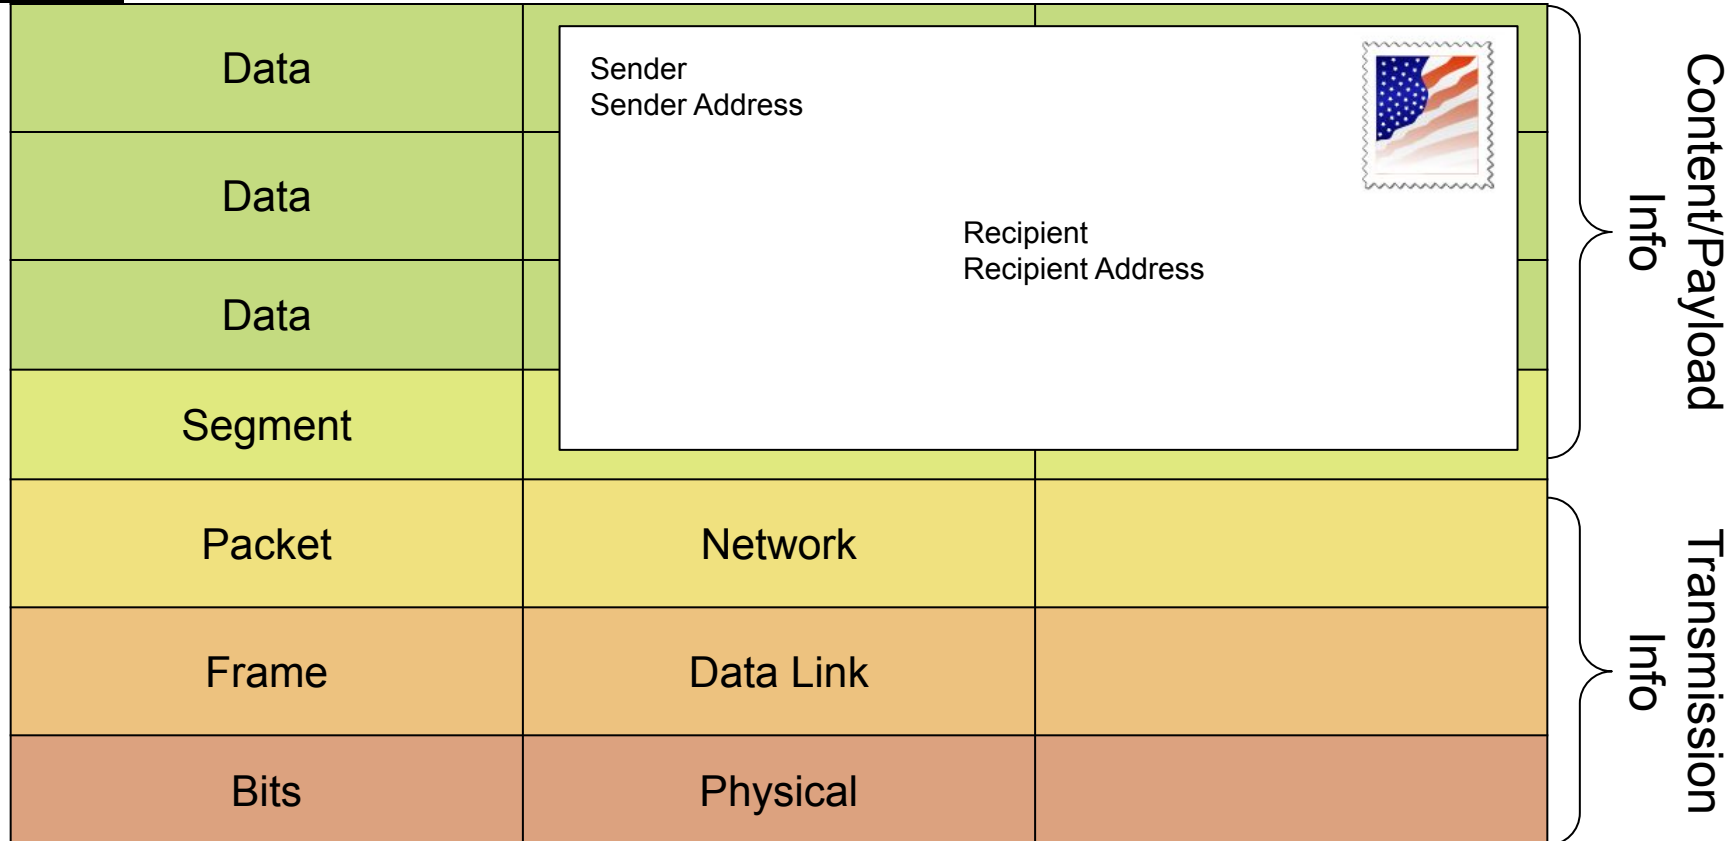 Data
Sender
Sender Address
Data
Recipient
Recipient Address
Data
Segment
Content/Payload
Info
Packet
Network
Frame
Data Link
Bits
Physical
Transmission
Info